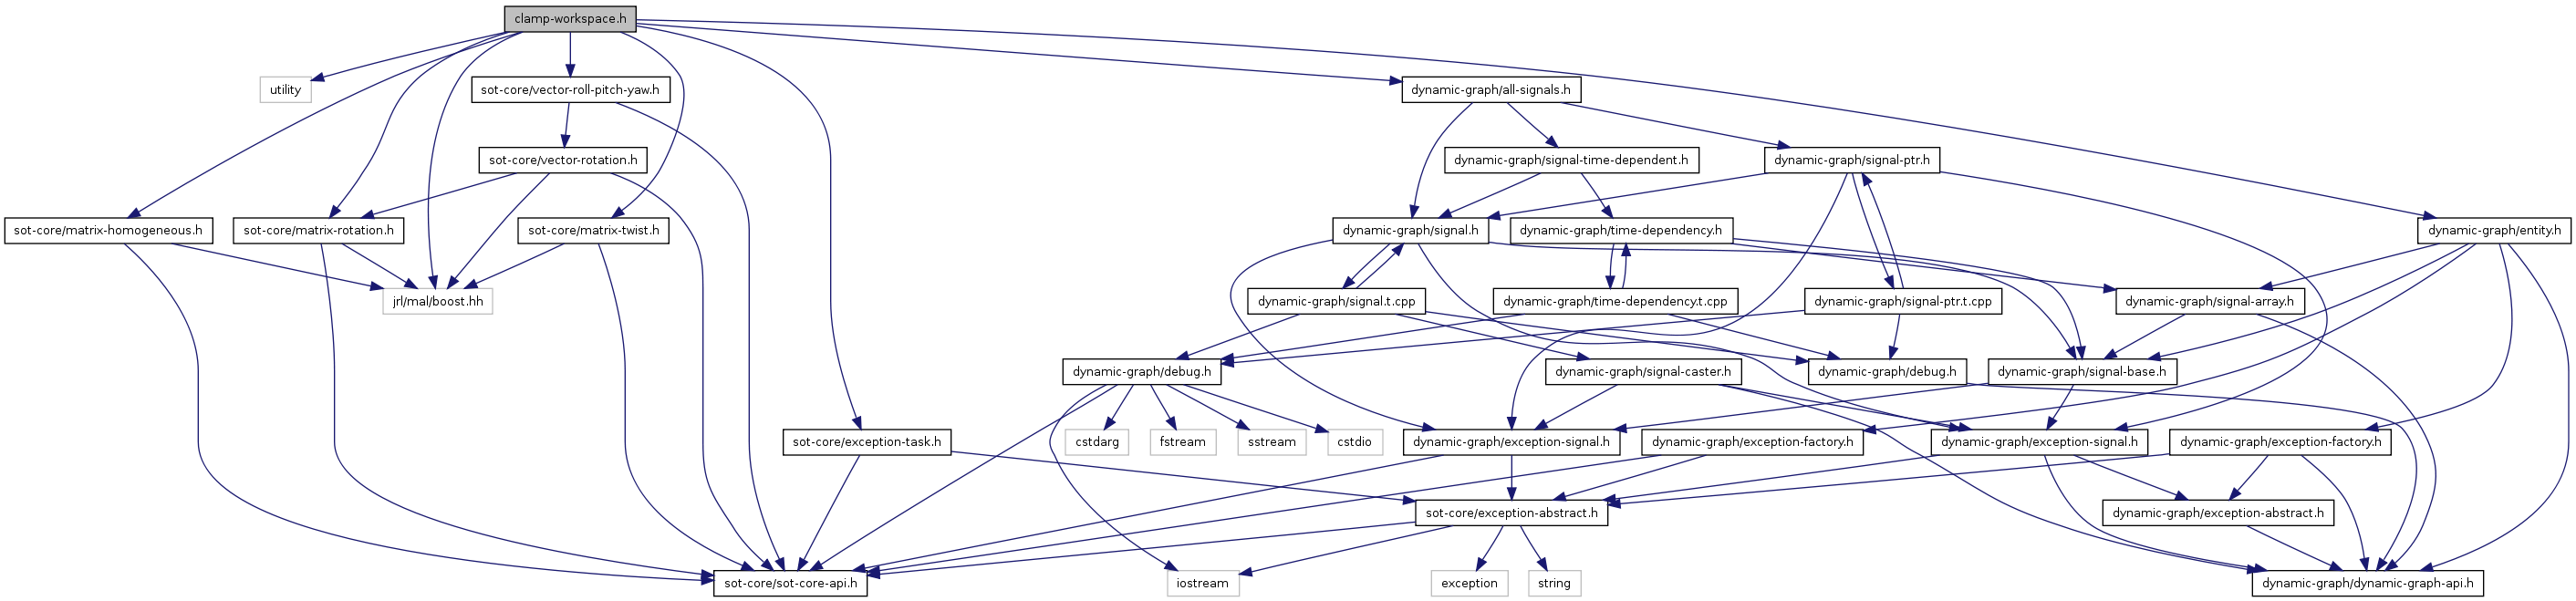 clamp-workspace.h
utility
sot-core/vector-roll-pitch-yaw.h
dynamic-graph/all-signals.h
sot-core/vector-rotation.h
dynamic-graph/signal-time-dependent.h
dynamic-graph/signal-ptr.h
sot-core/matrix-homogeneous.h
sot-core/matrix-rotation.h
sot-core/matrix-twist.h
dynamic-graph/signal.h
dynamic-graph/time-dependency.h
dynamic-graph/entity.h
jrl/mal/boost.hh
dynamic-graph/signal.t.cpp
dynamic-graph/time-dependency.t.cpp
dynamic-graph/signal-ptr.t.cpp
dynamic-graph/signal-array.h
dynamic-graph/debug.h
dynamic-graph/signal-caster.h
dynamic-graph/debug.h
dynamic-graph/signal-base.h
sot-core/exception-task.h
cstdarg
fstream
sstream
cstdio
dynamic-graph/exception-signal.h
dynamic-graph/exception-factory.h
dynamic-graph/exception-signal.h
dynamic-graph/exception-factory.h
sot-core/exception-abstract.h
dynamic-graph/exception-abstract.h
sot-core/sot-core-api.h
iostream
exception
string
dynamic-graph/dynamic-graph-api.h